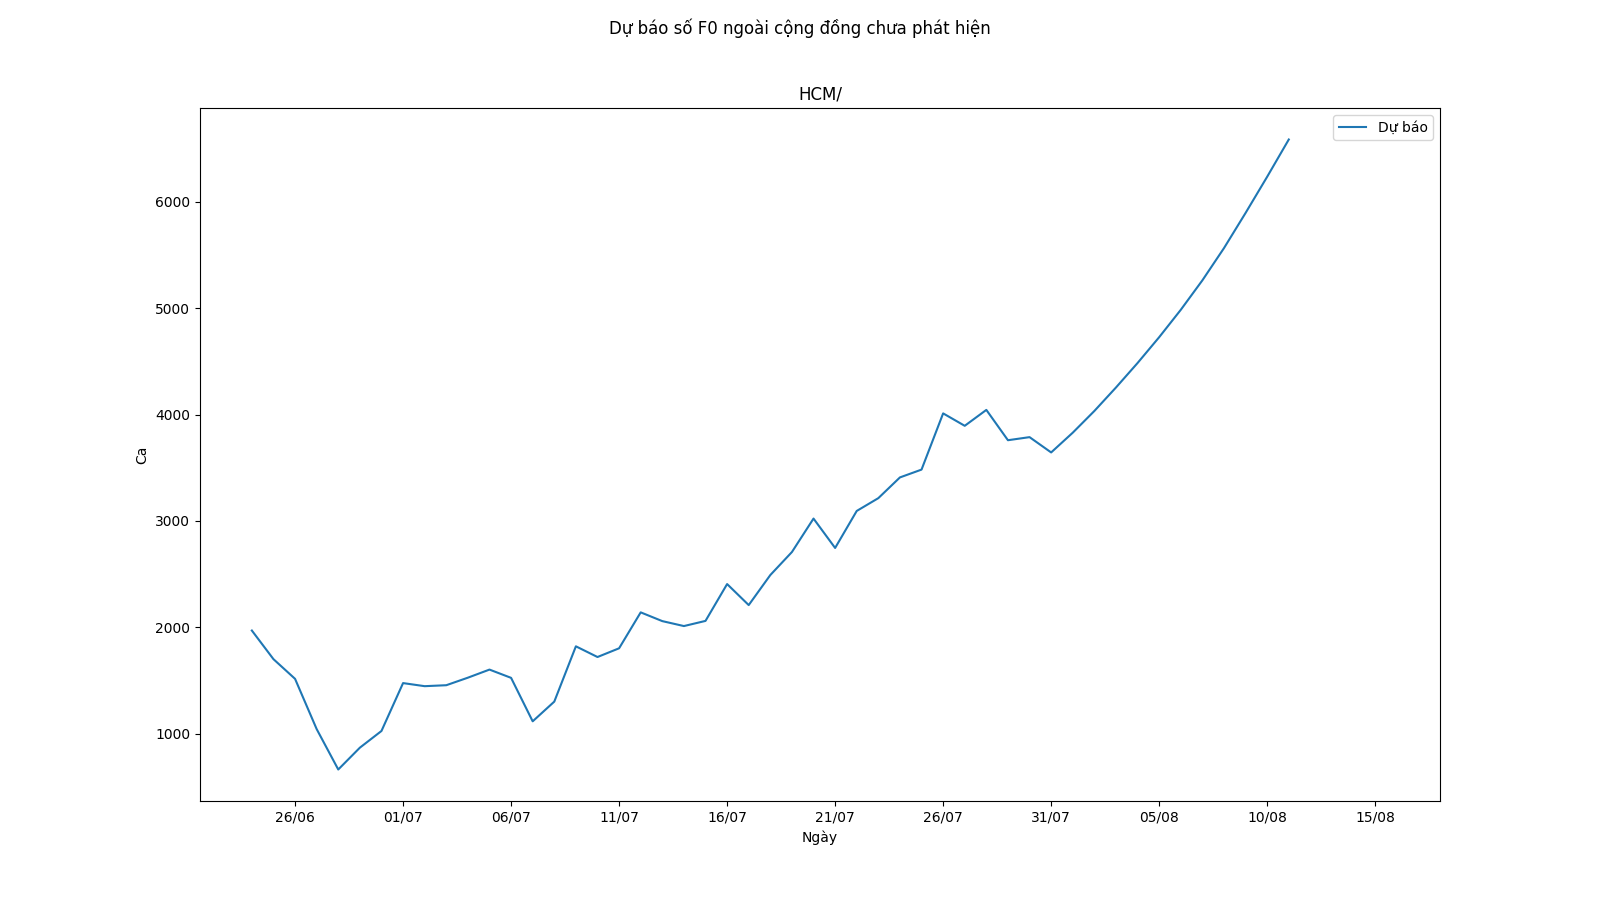 Dự báo số F0 ngoài cộng đồng chưa phát hiện
HCM/
Dự báo
6000
5000
4000
3000
2000
1000
Ca
26/06 01/07 06/07 11/07 16/07 21/07 26/07 31/07 05/08 10/08 15/08
Ngày